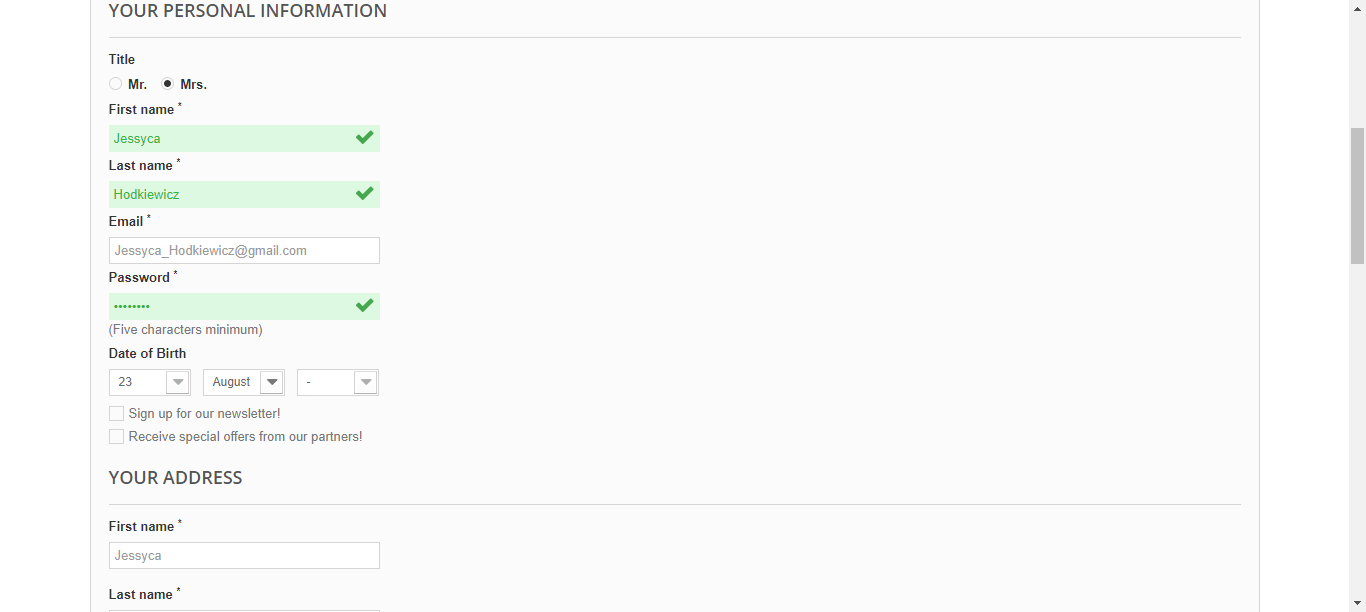 YOUR PERSONAL INFORMATION
Title
Mr. Mrs.
First name *
Jessyca
Last name *
Hodkiewicz
Email *
Jessyca_Hodkiewicz@gmail.com
Password *
••••••••
(Five characters minimum)
Date of Birth
23 August -
Sign up for our newsletter!
Receive special offers from our partners!
YOUR ADDRESS
First name *
Jessyca
Last name *